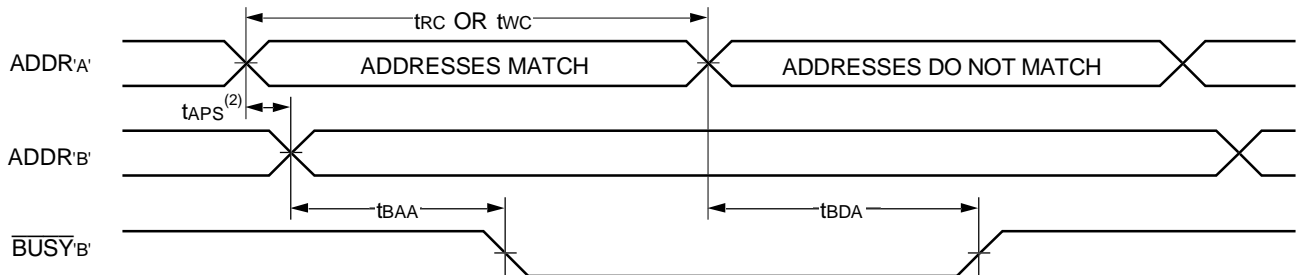 tRC OR tWC
ADDR'A'
ADDRESSES MATCH
ADDRESSES DO NOT MATCH
tAPS(2)
ADDR'B'
tBAA
tBDA
BUSY'B'